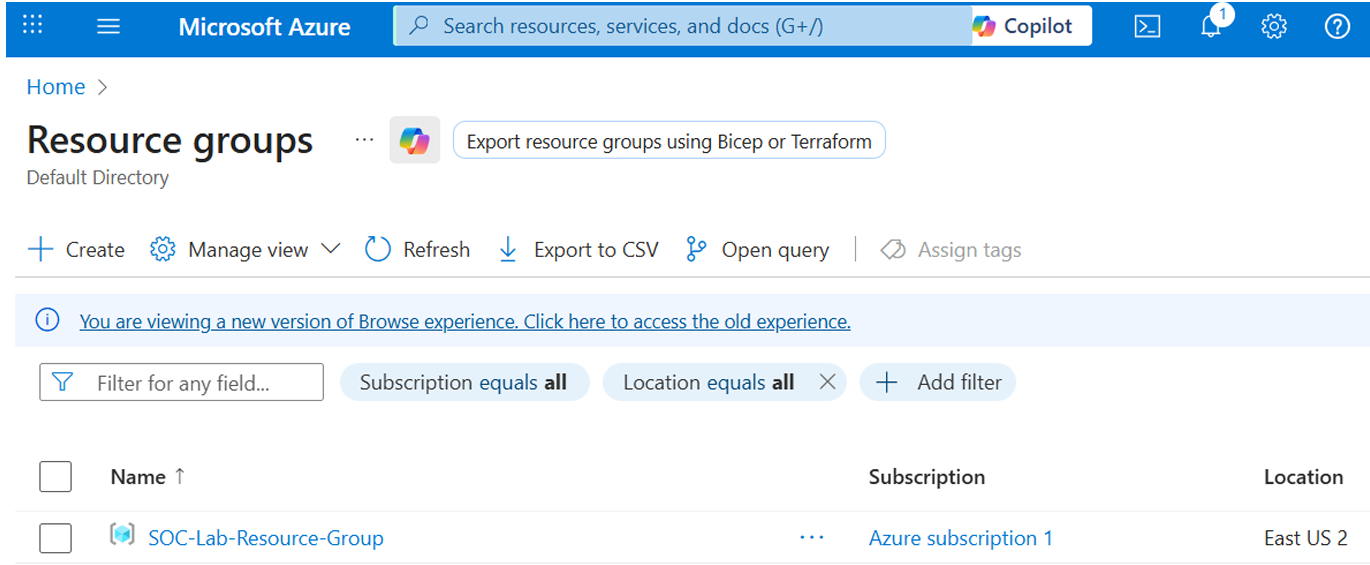 Microsoft Azure Search resources, services, and docs (G+/) Copilot 1
Home >
Resource groups ··· Export resource groups using Bicep or Terraform
Default Directory
Create Manage view Refresh Export to CSV Open query Assign tags
You are viewing a new version of Browse experience. Click here to access the old experience.
Filter for any field... Subscription equals all Location equals all Add filter
Name ↑ Subscription Location
SOC-Lab-Resource-Group ··· Azure subscription 1 East US 2